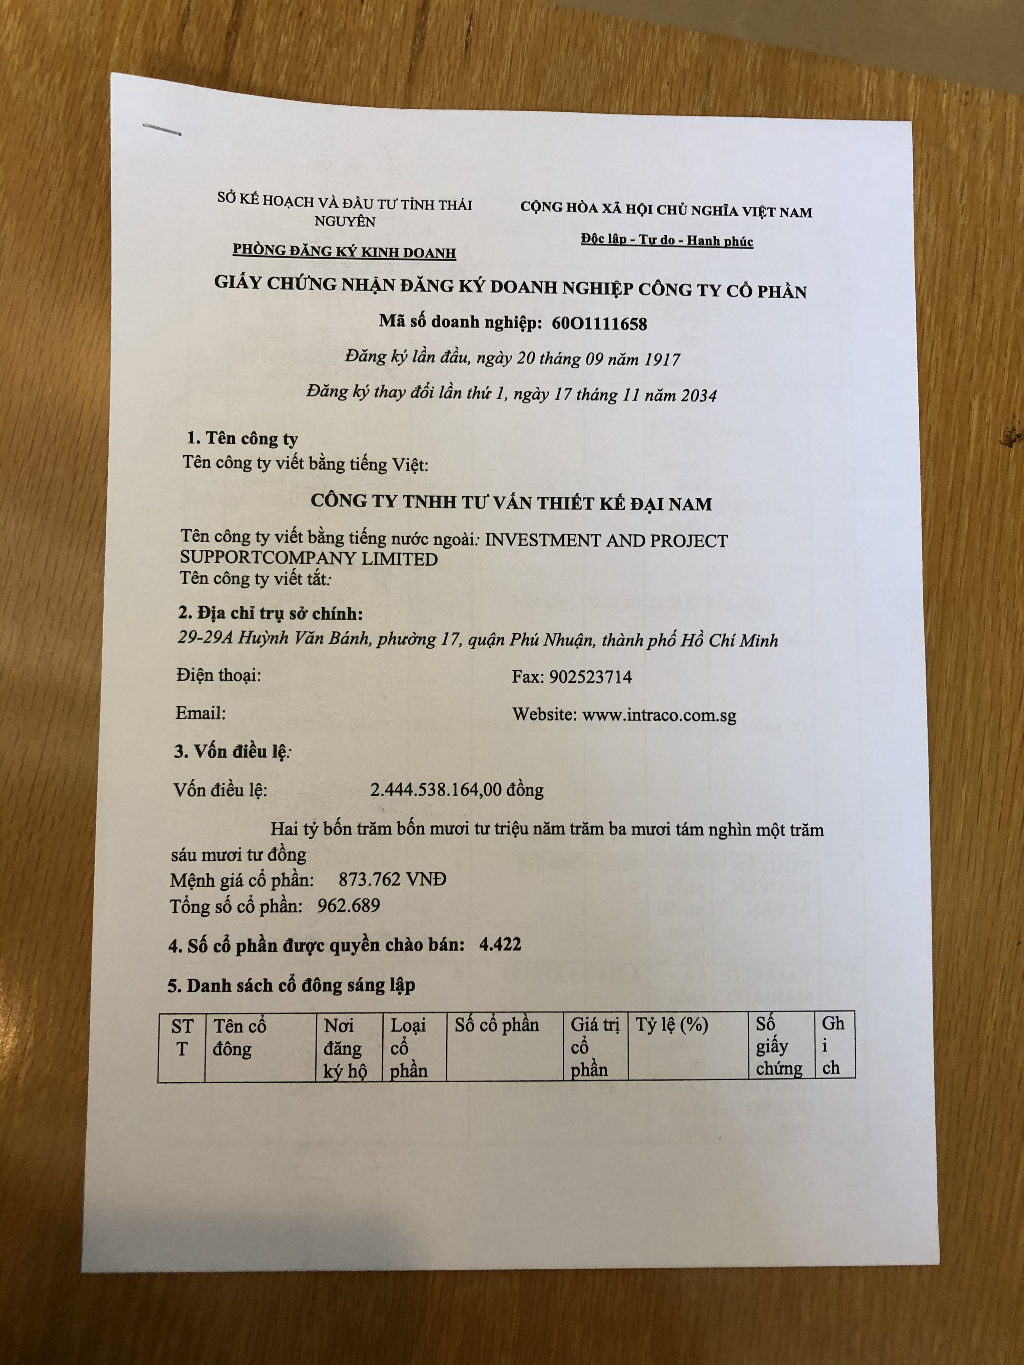 SỞ KẾ HOẠCH VÀ ĐẦU TƯ TỈNH THÁI
NGUYÊN
PHÒNG ĐĂNG KÝ KINH DOANH
CỘNG HÒA XÃ HỘI CHỦ NGHĨA VIỆT NAM
Độc lập - Tự do - Hạnh phúc
GIẤY CHỨNG NHẬN ĐĂNG KÝ DOANH NGHIỆP CÔNG TY CỔ PHẦN
Mã số doanh nghiệp: 60O1111658
Đăng ký lần đầu, ngày 20 tháng 09 năm 1917
Đăng ký thay đổi lần thứ 1, ngày 17 tháng 11 năm 2034
1. Tên công ty
Tên công ty viết bằng tiếng Việt:
CÔNG TY TNHH TƯ VẤN THIẾT KẾ ĐẠI NAM
Tên công ty viết bằng tiếng nước ngoài: INVESTMENT AND PROJECT
SUPPORTCOMPANY LIMITED
Tên công ty viết tắt:
2. Địa chỉ trụ sở chính:
29-29A Huỳnh Văn Bánh, phường 17, quận Phú Nhuận, thành phố Hồ Chí Minh
Điện thoại: Fax: 902523714
Email: Website: www.intraco.com.sg
3. Vốn điều lệ:
Vốn điều lệ: 2.444.538.164,00 đồng
Hai tỷ bốn trăm bốn mươi tư triệu năm trăm ba mươi tám nghìn một trăm
sáu mươi tư đồng
Mệnh giá cổ phần: 873.762 VNĐ
Tổng số cổ phần: 962.689
4. Số cổ phần được quyền chào bán: 4.422
5. Danh sách cổ đông sáng lập
ST Tên cổ Nơi Loại Số cổ phần Giá trị Tỷ lệ (%) Số Gh
T đông đăng cổ cổ giấy i
ký hộ phần phần chứng ch